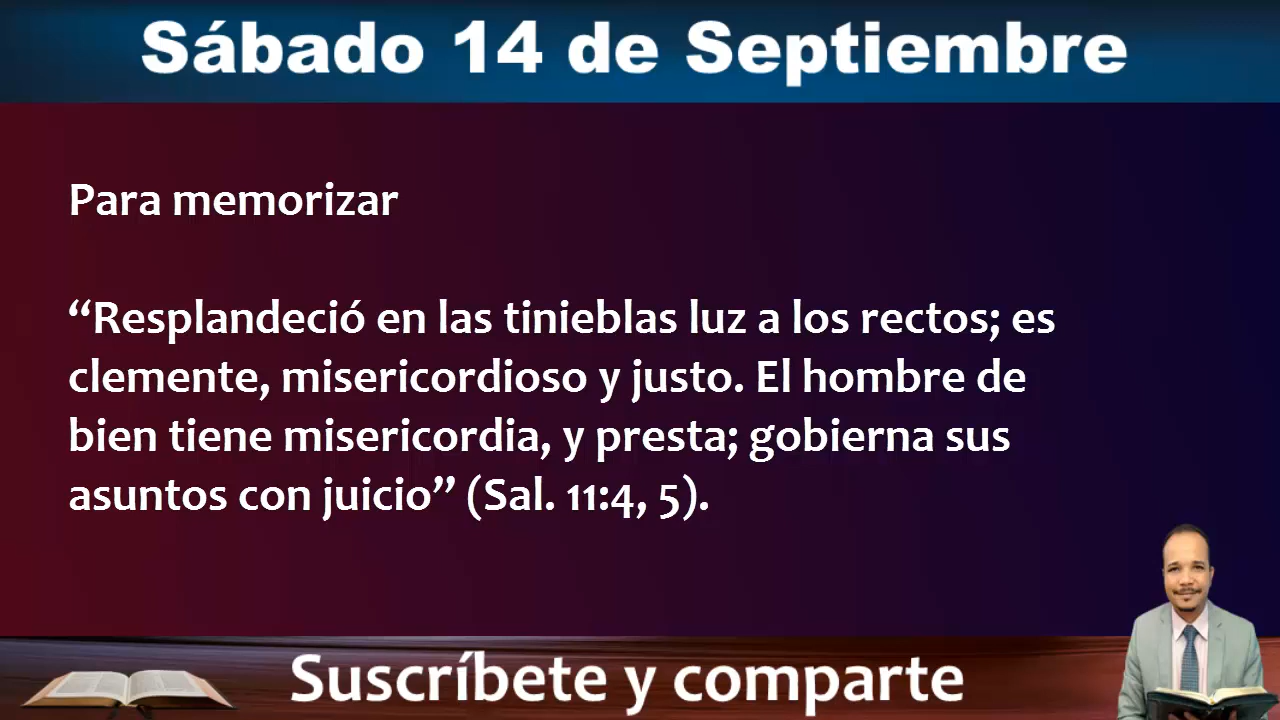 Sábado 14 de Septiembre
Para memorizar
“Resplandeció en las tinieblas luz a los rectos; es
clemente, misericordioso y justo. El hombre de
bien tiene misericordia, y presta; gobierna sus
asuntos con juicio” (Sal. 11:4, 5).
Suscríbete y comparte